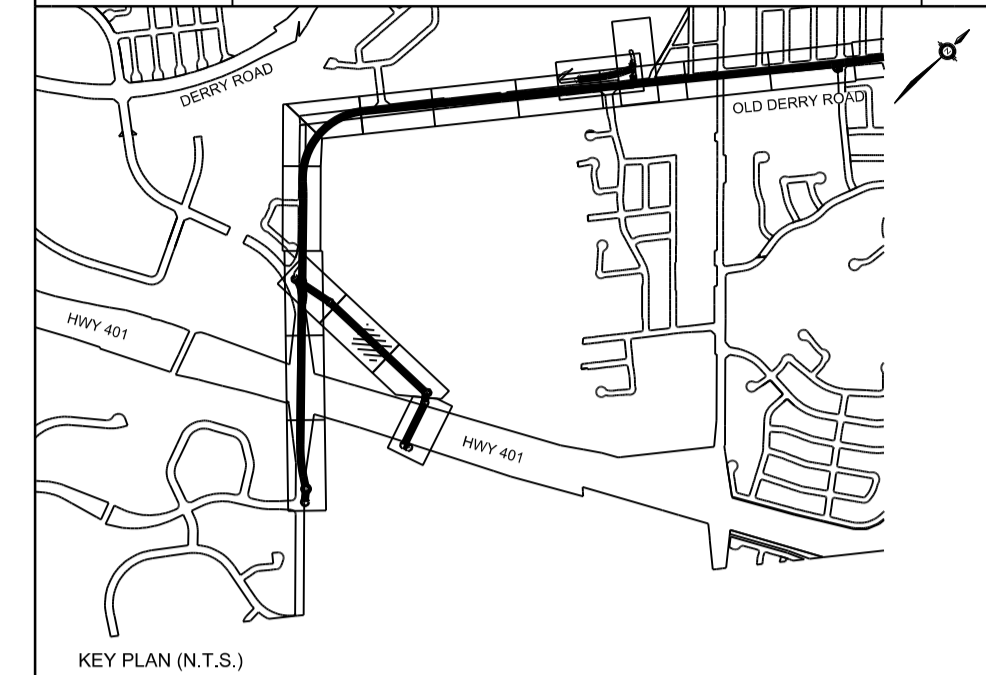 DERRY ROAD
OLD DERRY ROAD
HWY 401
HWY 401
KEY PLAN (N.T.S.)